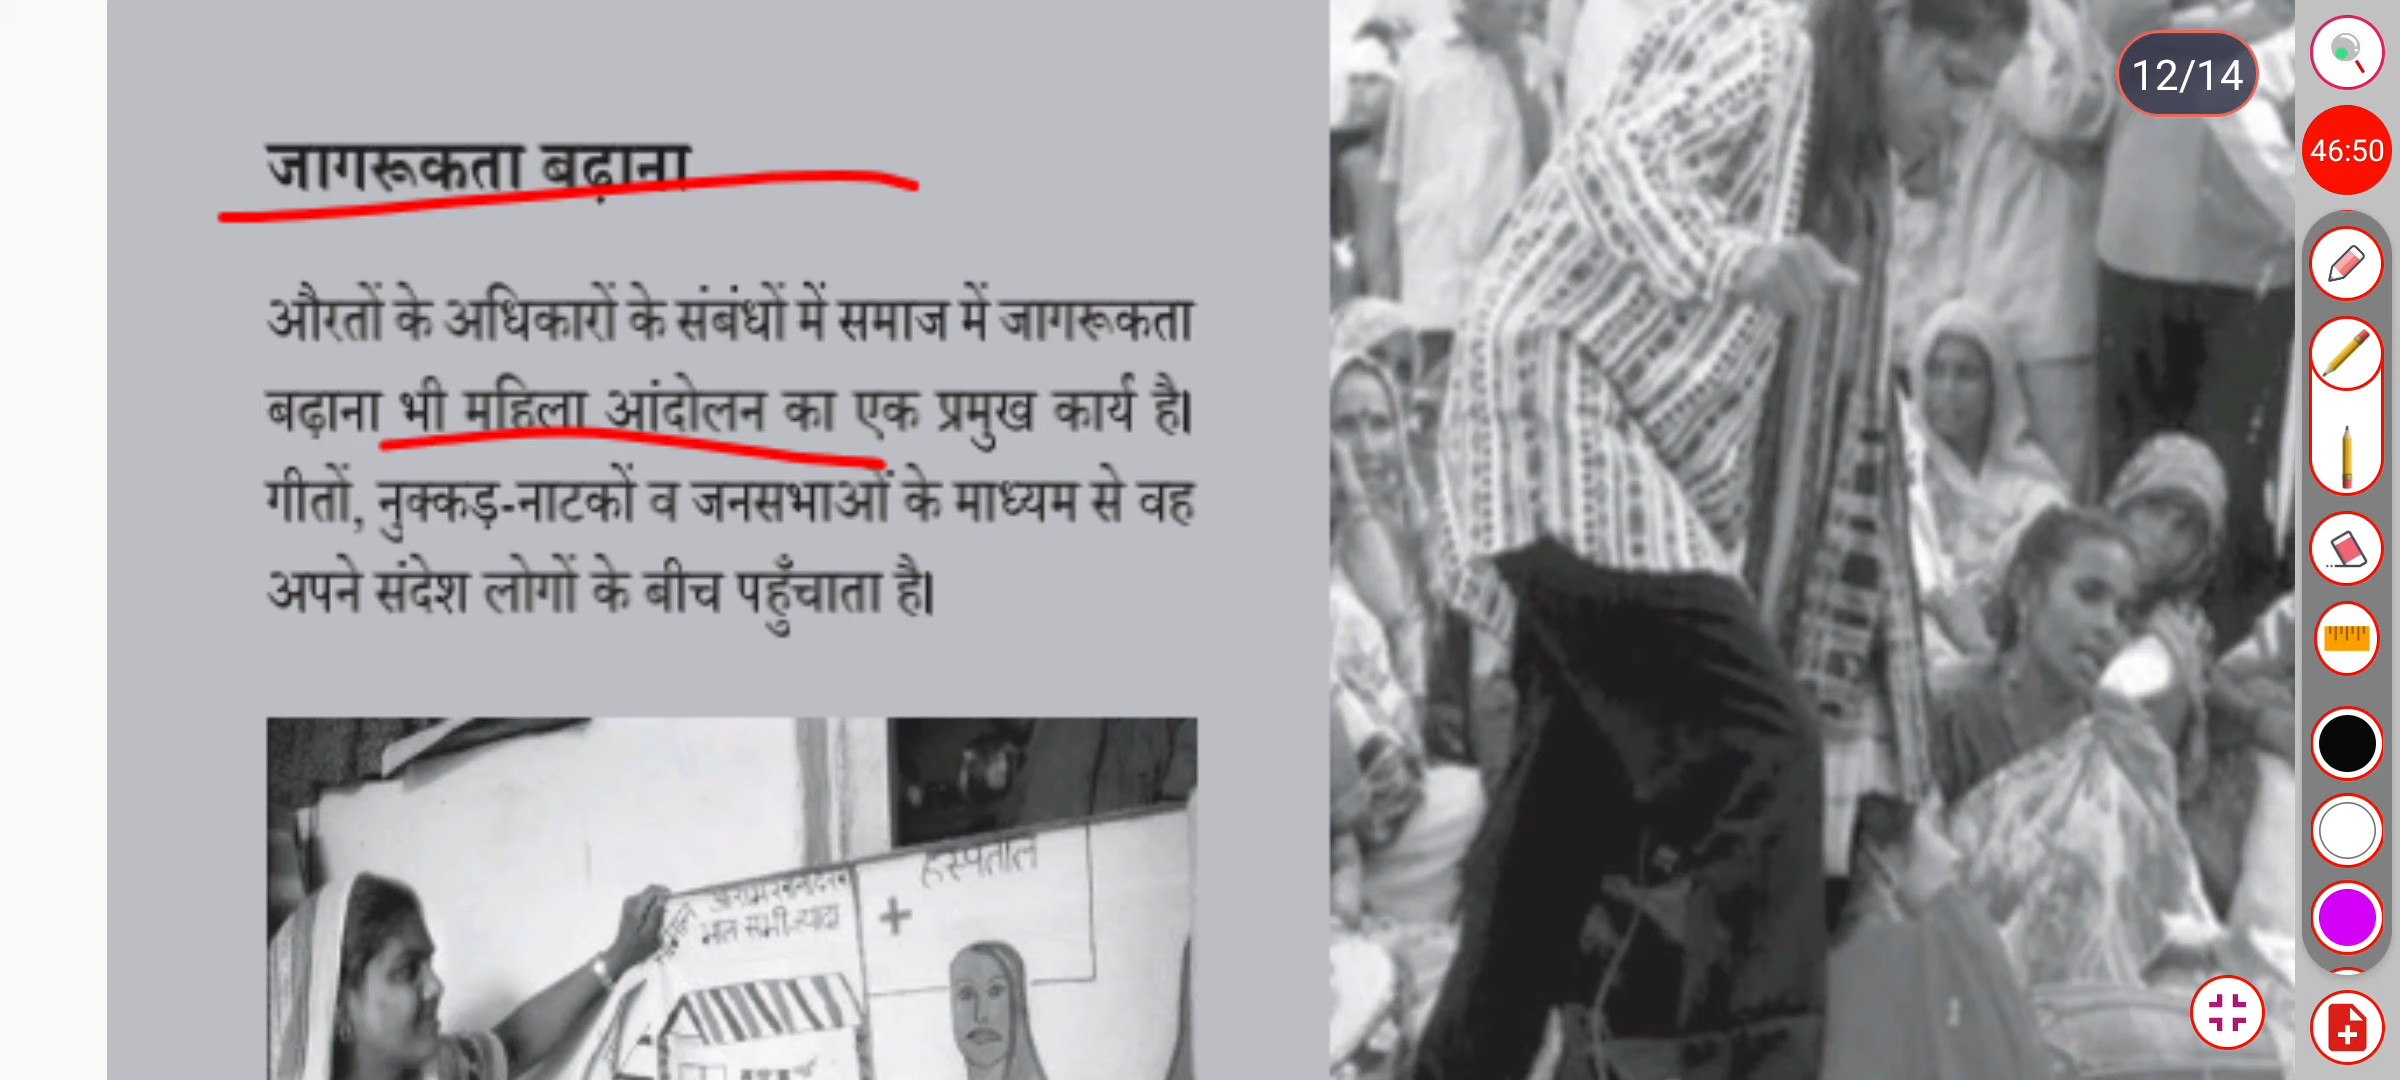 जागरूकता बढ़ाना
औरतों के अधिकारों के संबंधों में समाज में जागरूकता
बढ़ाना भी महिला आंदोलन का एक प्रमुख कार्य है।
गीतों, नुक्कड़-नाटकों व जनसभाओं के माध्यम से वह
अपने संदेश लोगों के बीच पहुँचाता है।
हस्पताल
12/14
46:50